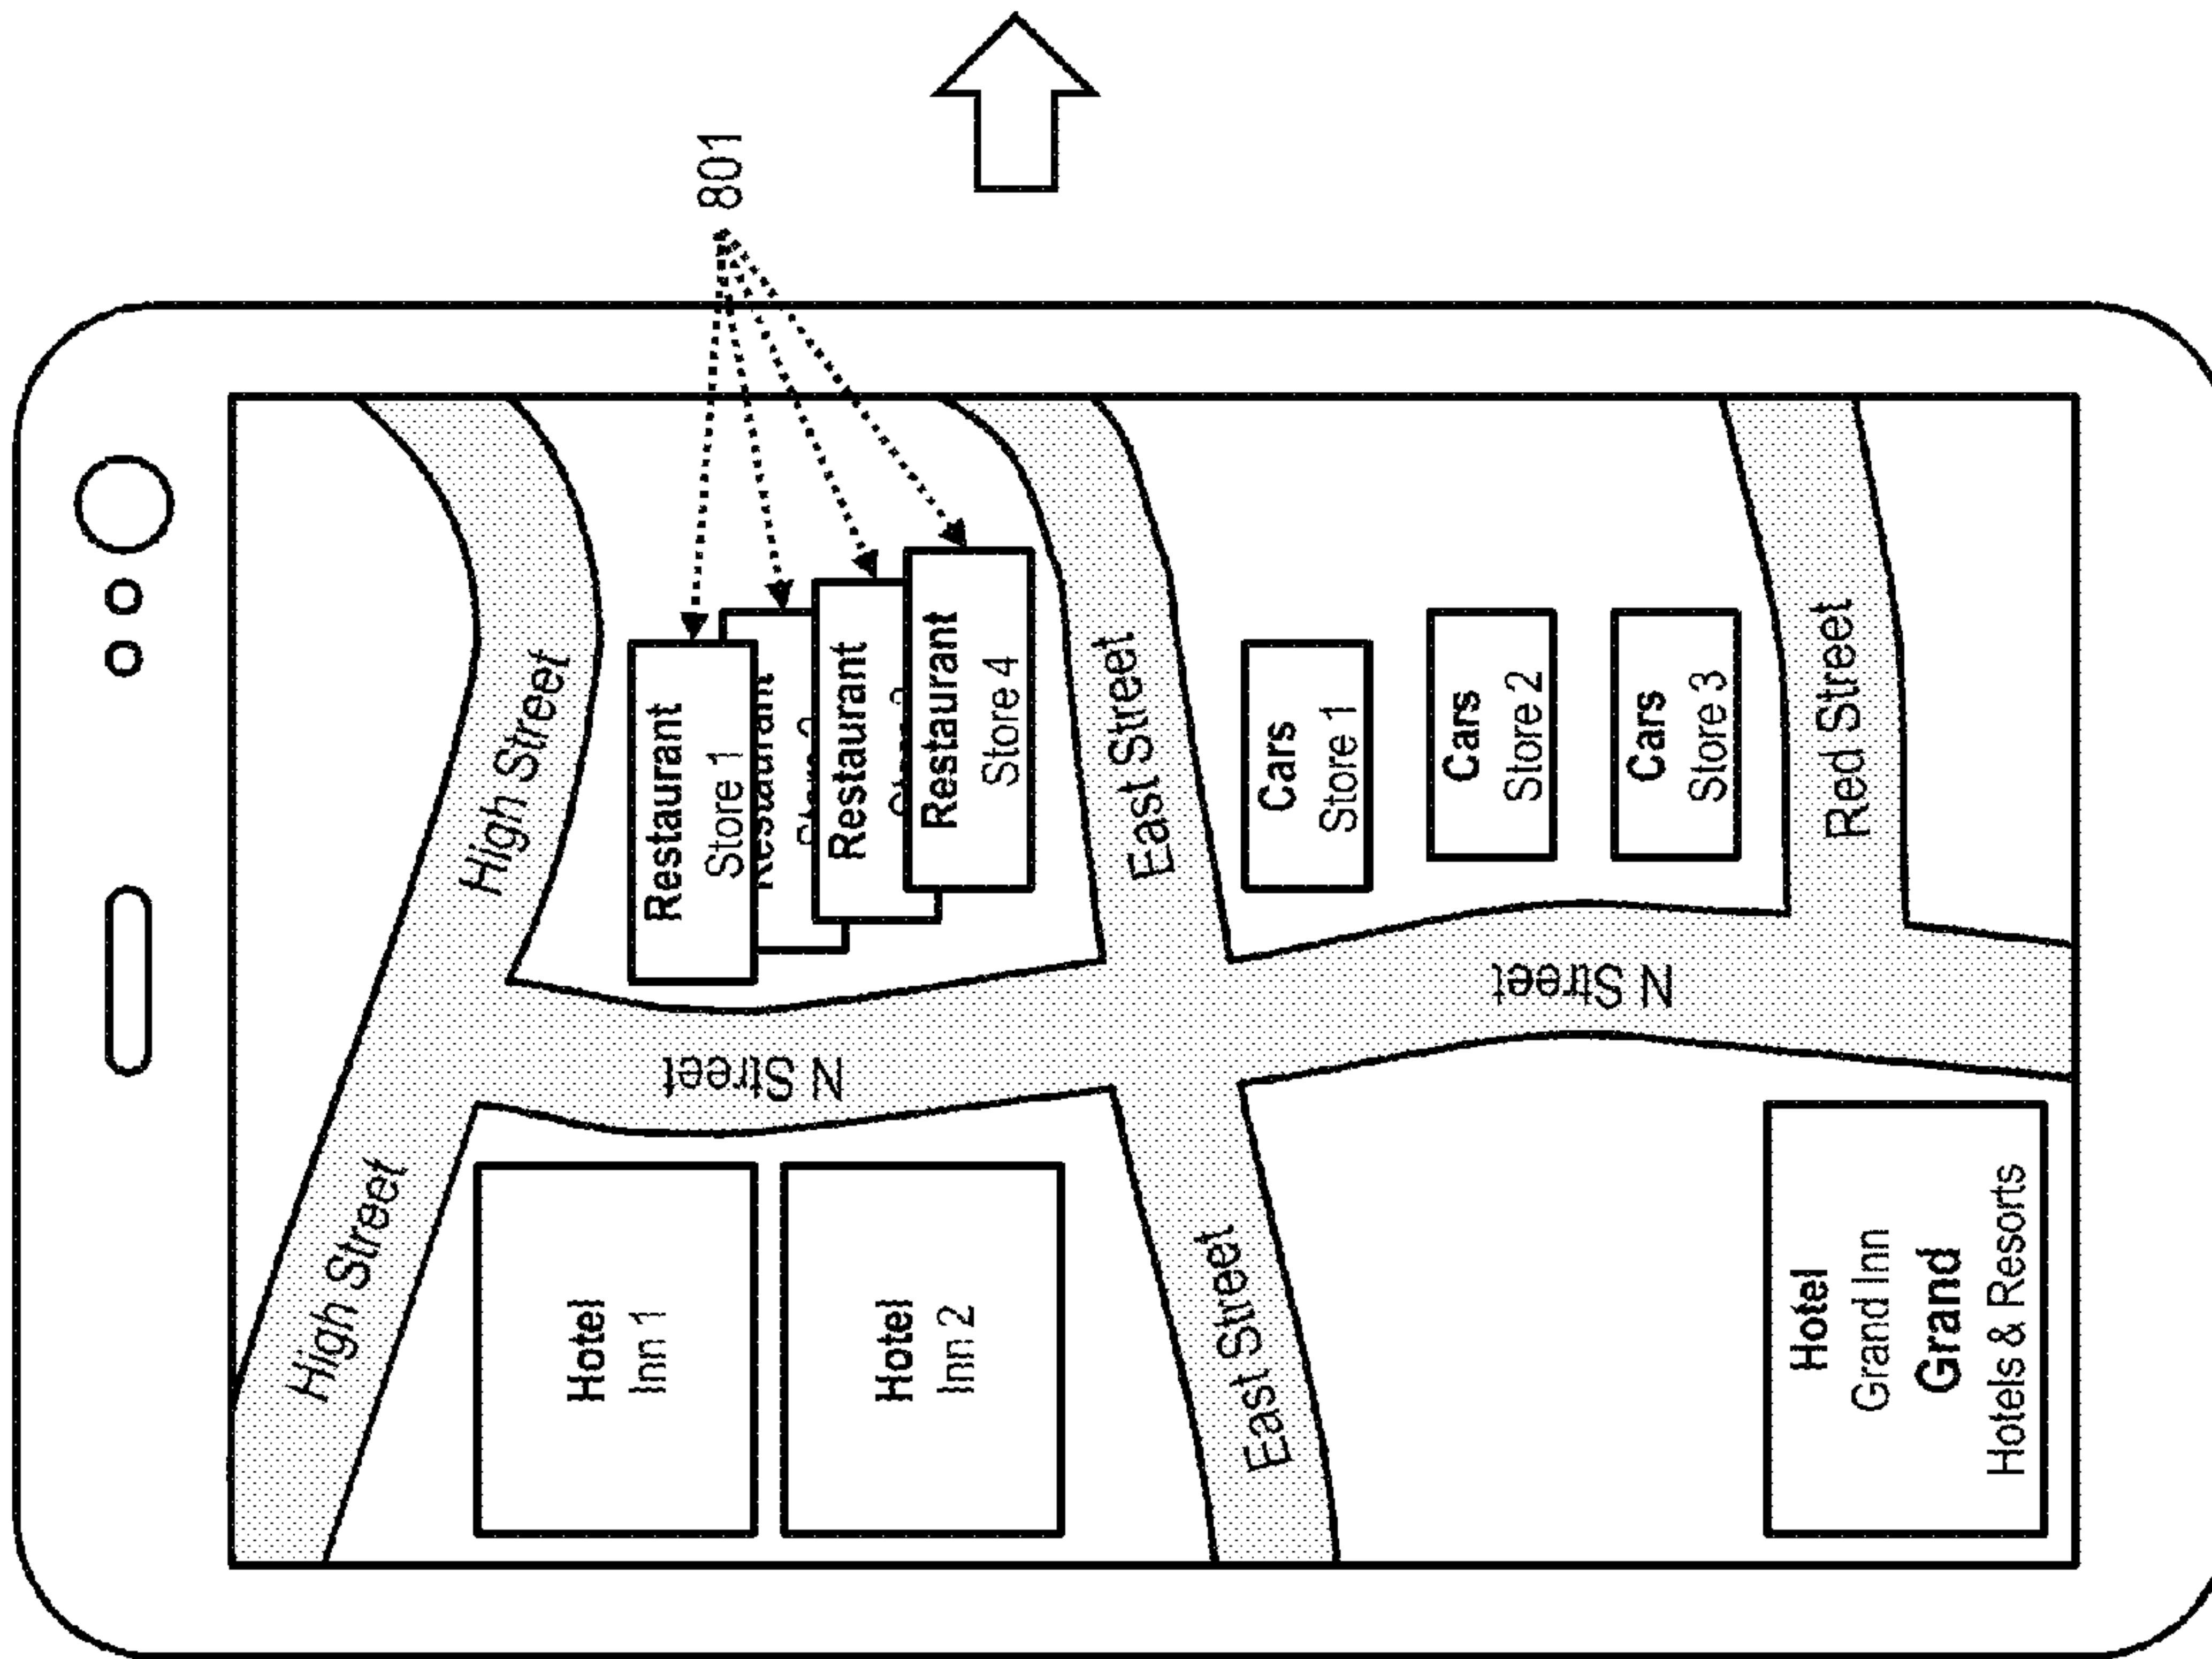 801
High Street
High Street
Restaurant
Store 1
Restaurant
Restaurant
Restaurant
Store 4
N Street
Hotel
Inn 1
Hotel
Inn 2
East Street
East Street
Cars
Store 1
Cars
Store 2
Cars
Store 3
N Street
Red Street
Hotel
Grand Inn
Grand
Hotels & Resorts